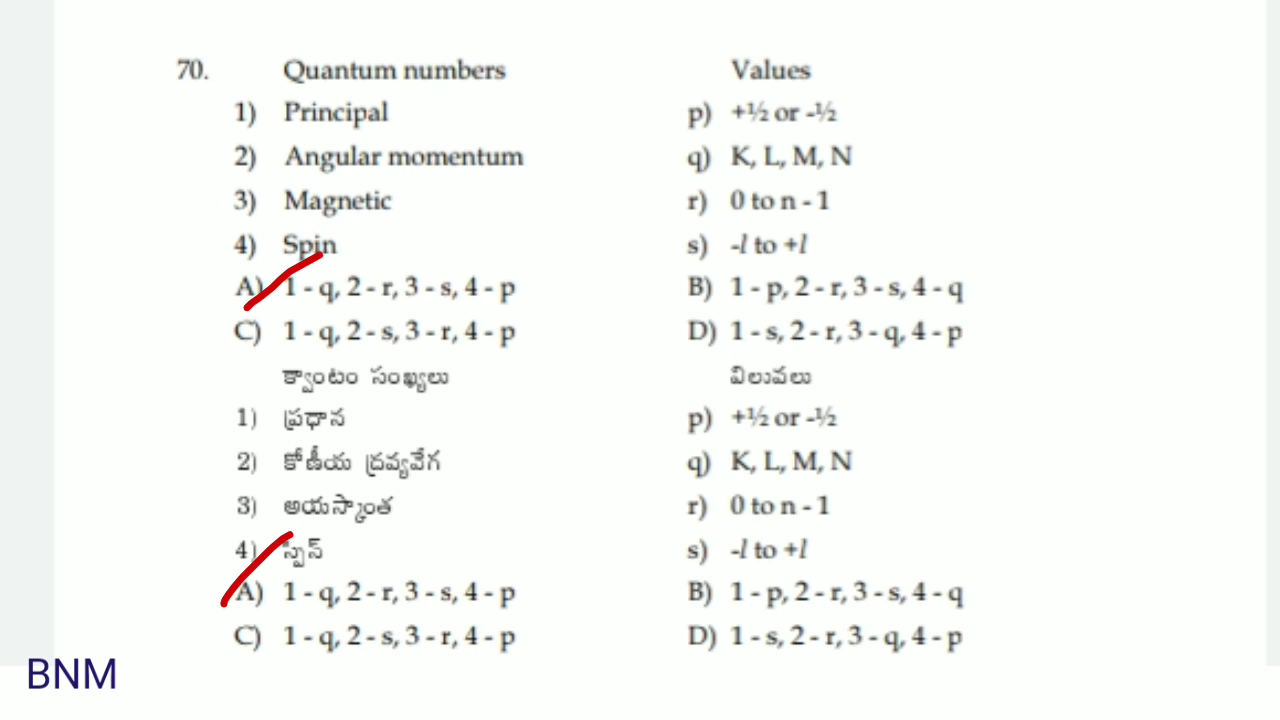 70. Quantum numbers Values
1) Principal p) +½ or -½
2) Angular momentum q) K, L, M, N
3) Magnetic r) 0 to n - 1
4) Spin s) -l to +l
A) 1 - q, 2 - r, 3 - s, 4 - p B) 1 - p, 2 - r, 3 - s, 4 - q
C) 1 - q, 2 - s, 3 - r, 4 - p D) 1 - s, 2 - r, 3 - q, 4 - p
క్వాంటం సంఖ్యలు విలువలు
1) ప్రధాన p) +½ or -½
2) కోణీయ ద్రవ్యవేగ q) K, L, M, N
3) అయస్కాంత r) 0 to n - 1
4) స్పిన్ s) -l to +l
A) 1 - q, 2 - r, 3 - s, 4 - p B) 1 - p, 2 - r, 3 - s, 4 - q
C) 1 - q, 2 - s, 3 - r, 4 - p D) 1 - s, 2 - r, 3 - q, 4 - p
BNM